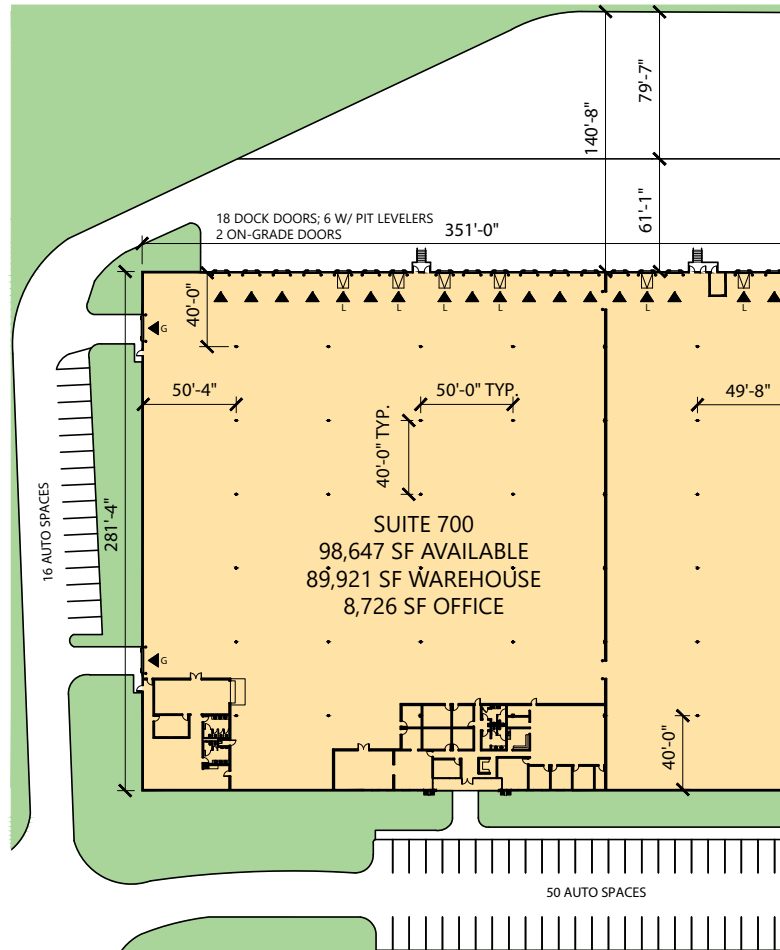 79'-7"
140'-8"
61'-1"
18 DOCK DOORS; 6 W/ PIT LEVELERS
2 ON-GRADE DOORS
351'-0"
L
L
L
L
L
L
40'-0"
G
50'-4"
50'-0" TYP.
49'-8"
40'-0" TYP.
16 AUTO SPACES
281'-4"
SUITE 700
98,647 SF AVAILABLE
89,921 SF WAREHOUSE
8,726 SF OFFICE
G
40'-0"
50 AUTO SPACES